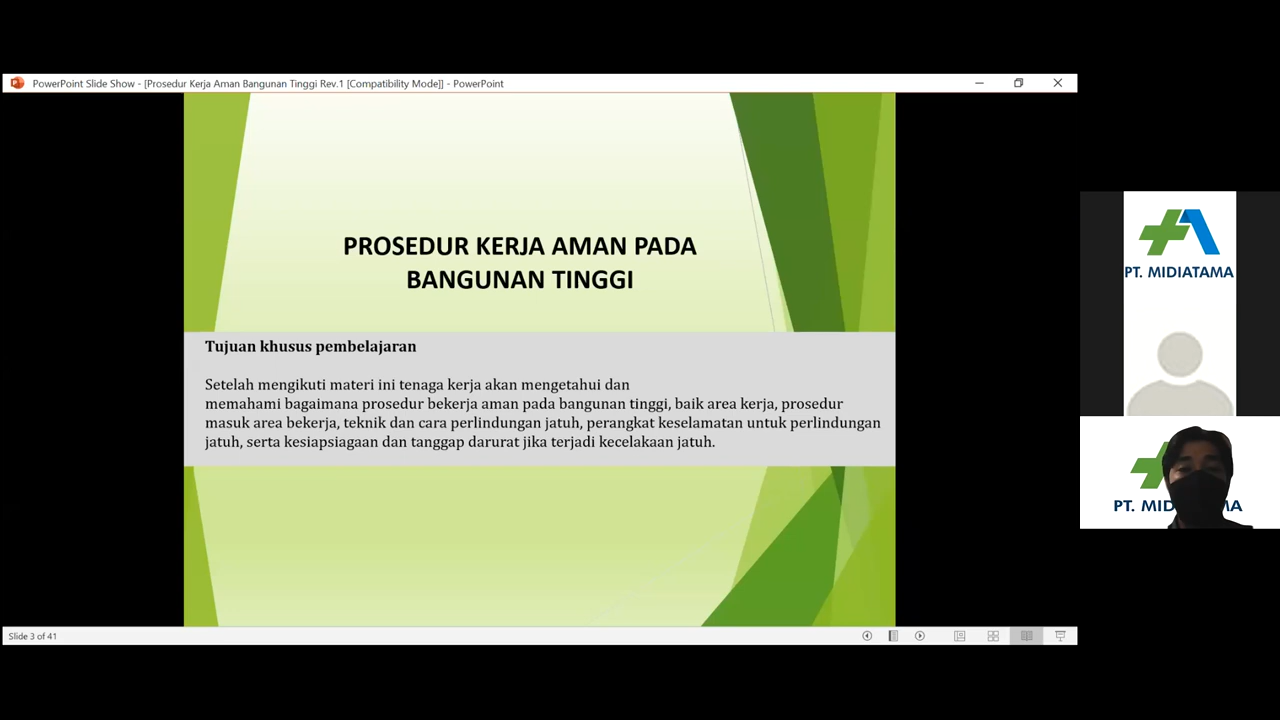 PowerPoint Slide Show - [Prosedur Kerja Aman Bangunan Tinggi Rev.1 [Compatibility Mode]] - PowerPoint
PROSEDUR KERJA AMAN PADA
BANGUNAN TINGGI
Tujuan khusus pembelajaran
Setelah mengikuti materi ini tenaga kerja akan mengetahui dan
memahami bagaimana prosedur bekerja aman pada bangunan tinggi, baik area kerja, prosedur
masuk area bekerja, teknik dan cara perlindungan jatuh, perangkat keselamatan untuk perlindungan
jatuh, serta kesiapsiagaan dan tanggap darurat jika terjadi kecelakaan jatuh.
Slide 3 of 41
PT. MIDIATAMA
PT. MID MA